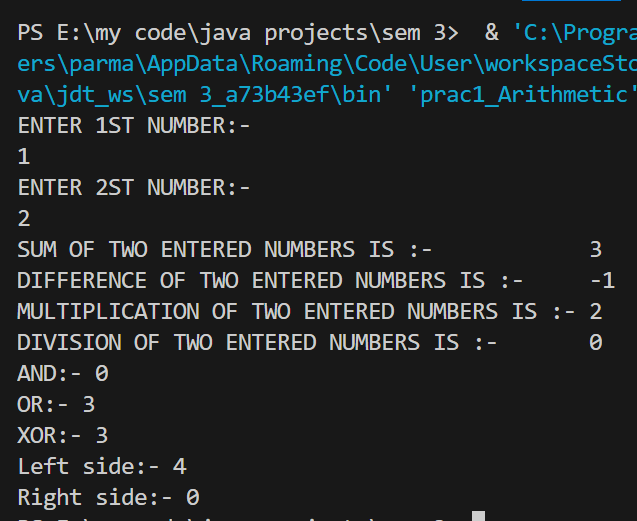 PS E:\my code\java projects\sem 3>  & 'C:\Progra
ers\parma\AppData\Roaming\Code\User\workspaceSto
va\jdt_ws\sem 3_a73b43ef\bin' 'prac1_Arithmetic'
ENTER 1ST NUMBER:-
1
ENTER 2ST NUMBER:-
2
SUM OF TWO ENTERED NUMBERS IS :-            3
DIFFERENCE OF TWO ENTERED NUMBERS IS :-     -1
MULTIPLICATION OF TWO ENTERED NUMBERS IS :- 2
DIVISION OF TWO ENTERED NUMBERS IS :-       0
AND:- 0
OR:- 3
XOR:- 3
Left side:- 4
Right side:- 0